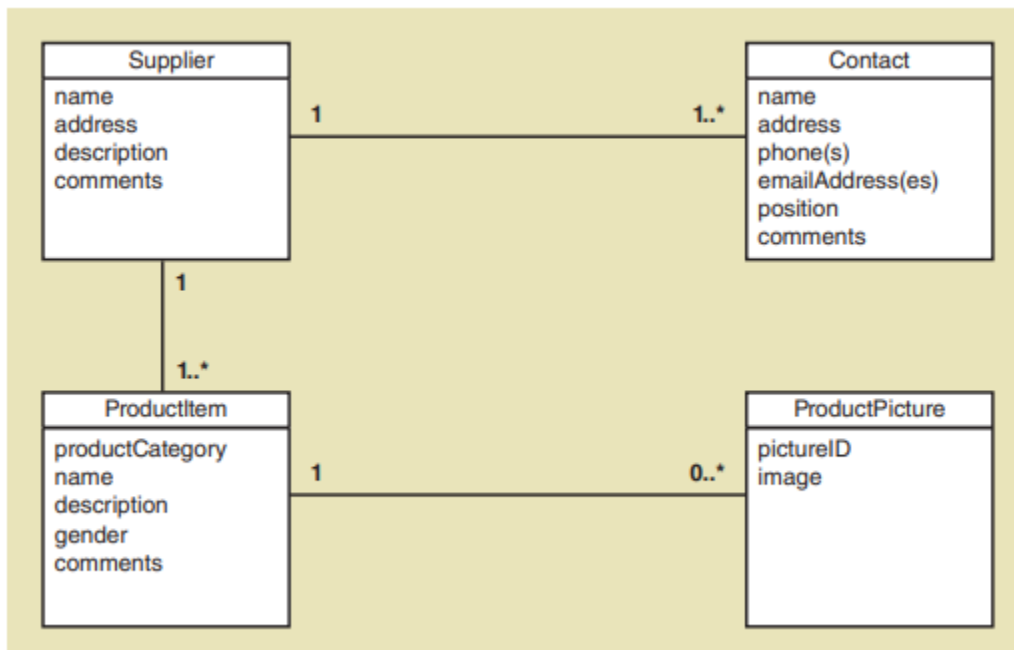 Supplier
name
address
description
comments
1
1..*
Contact
name
address
phone(s)
emailAddress(es)
position
comments
1
1..*
ProductItem
productCategory
name
description
gender
comments
1
0..*
ProductPicture
pictureID
image